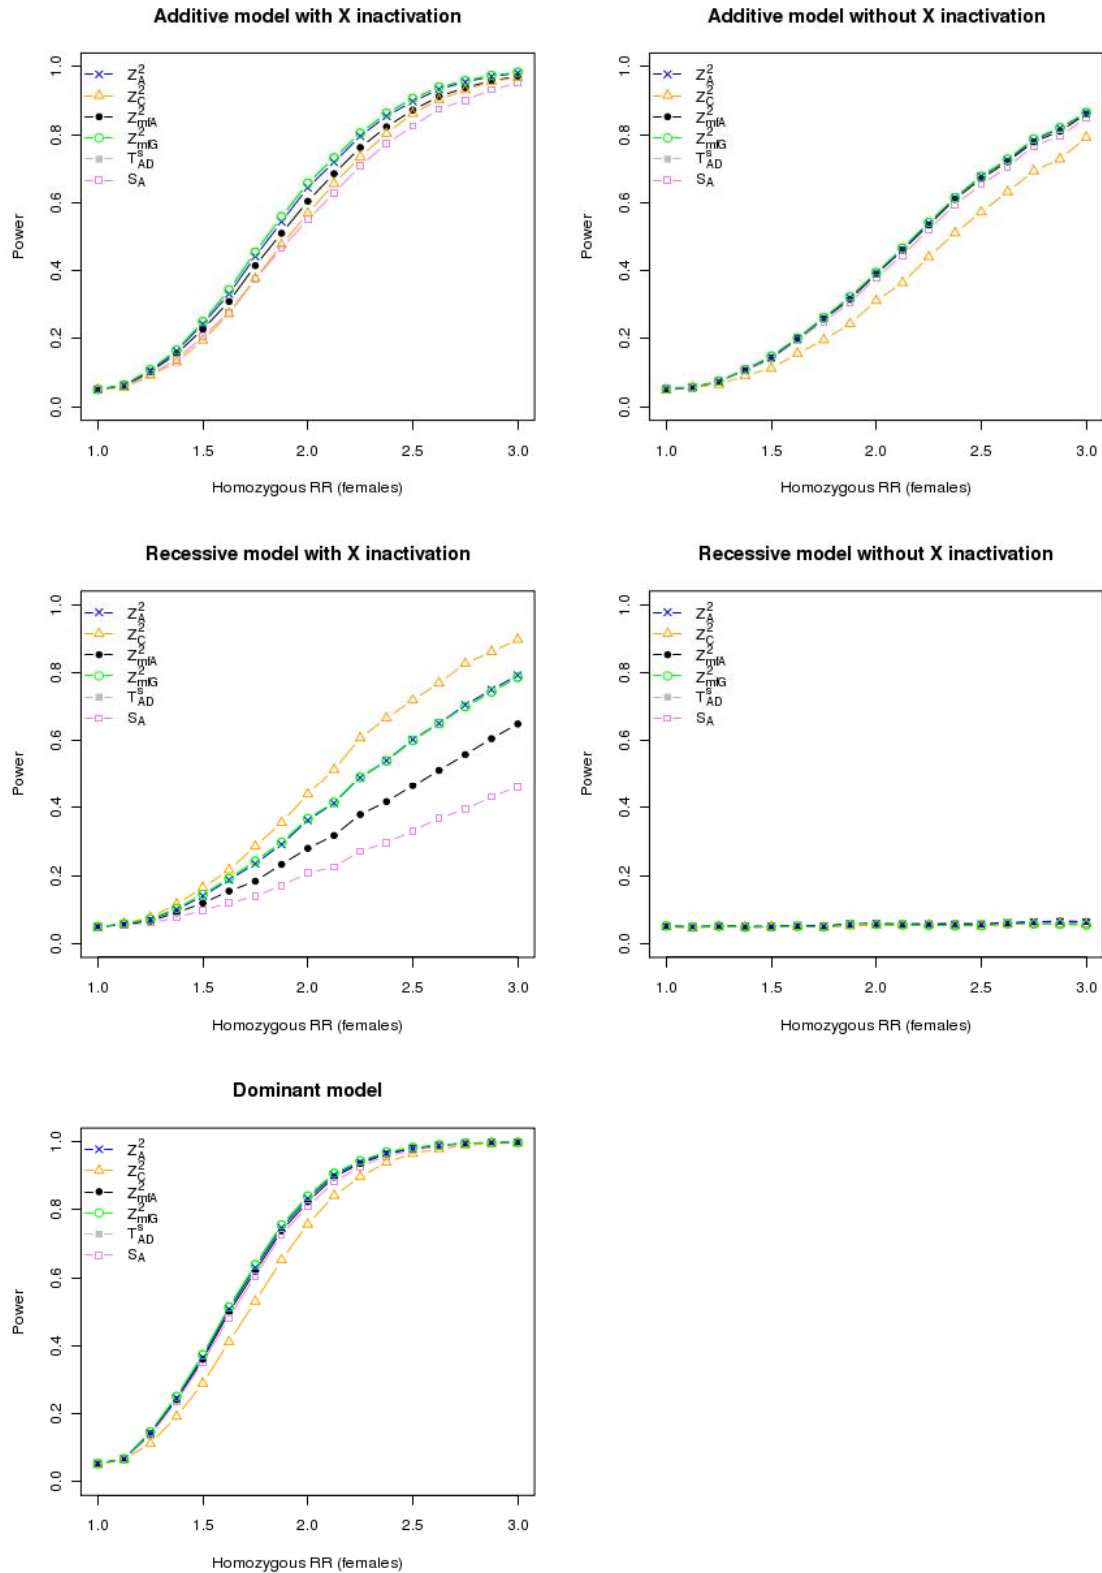 Additive model with X inactivation
Power
0.0 0.2 0.4 0.6 0.8 1.0
Z²A
Z²C
Z²mfA
Z²mfG
TˢAD
SA
1.0 1.5 2.0 2.5 3.0
Homozygous RR (females)
Additive model without X inactivation
Power
0.0 0.2 0.4 0.6 0.8 1.0
Z²A
Z²C
Z²mfA
Z²mfG
TˢAD
SA
1.0 1.5 2.0 2.5 3.0
Homozygous RR (females)
Recessive model with X inactivation
Power
0.0 0.2 0.4 0.6 0.8 1.0
Z²A
Z²C
Z²mfA
Z²mfG
TˢAD
SA
1.0 1.5 2.0 2.5 3.0
Homozygous RR (females)
Recessive model without X inactivation
Power
0.0 0.2 0.4 0.6 0.8 1.0
Z²A
Z²C
Z²mfA
Z²mfG
TˢAD
SA
1.0 1.5 2.0 2.5 3.0
Homozygous RR (females)
Dominant model
Power
0.0 0.2 0.4 0.6 0.8 1.0
Z²A
Z²C
Z²mfA
Z²mfG
TˢAD
SA
1.0 1.5 2.0 2.5 3.0
Homozygous RR (females)